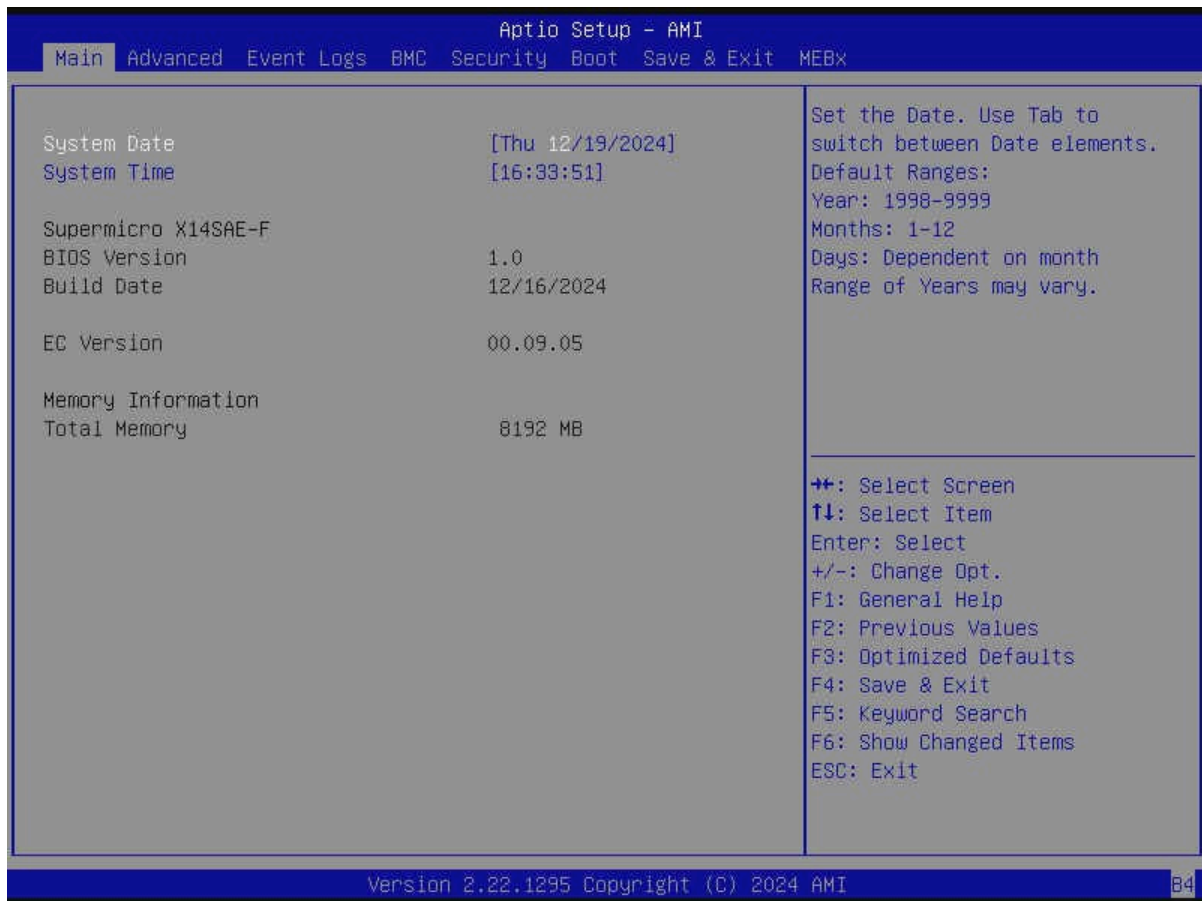 Aptio Setup – AMI
Main Advanced Event Logs BMC Security Boot Save & Exit MEBx
System Date [Thu 12/19/2024]
System Time [16:33:51]
Supermicro X14SAE-F
BIOS Version 1.0
Build Date 12/16/2024
EC Version 00.09.05
Memory Information
Total Memory 8192 MB
Set the Date. Use Tab to
switch between Date elements.
Default Ranges:
Year: 1998-9999
Months: 1-12
Days: Dependent on month
Range of Years may vary.
→←: Select Screen
↑↓: Select Item
Enter: Select
+/-: Change Opt.
F1: General Help
F2: Previous Values
F3: Optimized Defaults
F4: Save & Exit
F5: Keyword Search
F6: Show Changed Items
ESC: Exit
Version 2.22.1295 Copyright (C) 2024 AMI
B4